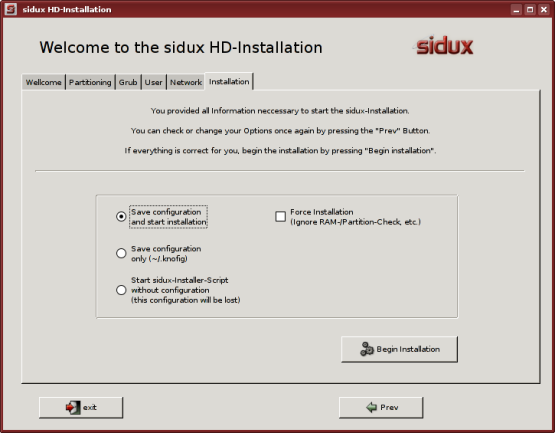 sidux HD-Installation
Welcome to the sidux HD-Installation
sidux
Wellcome Partitioning Grub User Network Installation
You provided all Information neccessary to start the sidux-Installation.
You can check or change your Options once again by pressing the "Prev" Button.
If everything is correct for you, begin the installation by pressing "Begin installation".
Save configuration
and start installation
Force Installation
(Ignore RAM-/Partition-Check, etc.)
Save configuration
only (~/.knofig)
Start sidux-Installer-Script
without configuration
(this configuration will be lost)
Begin Installation
exit
Prev